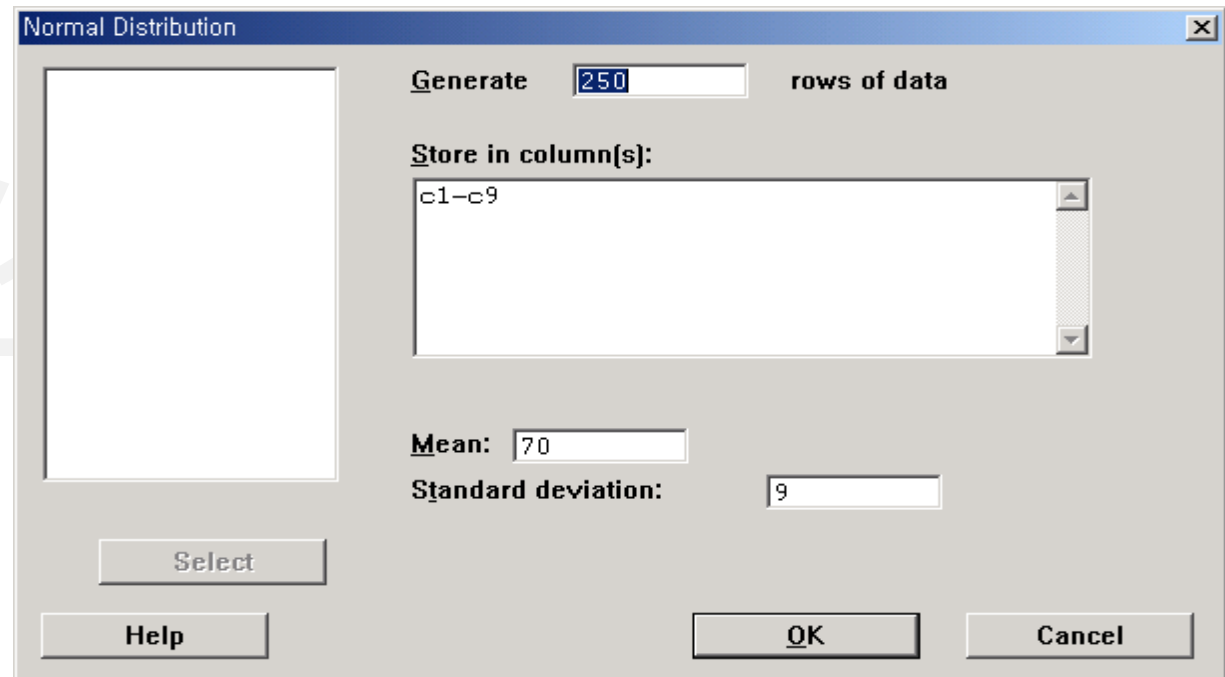 Normal Distribution
Generate 250 rows of data
Store in column(s):
c1-c9
Mean: 70
Standard deviation: 9
Select
Help OK Cancel